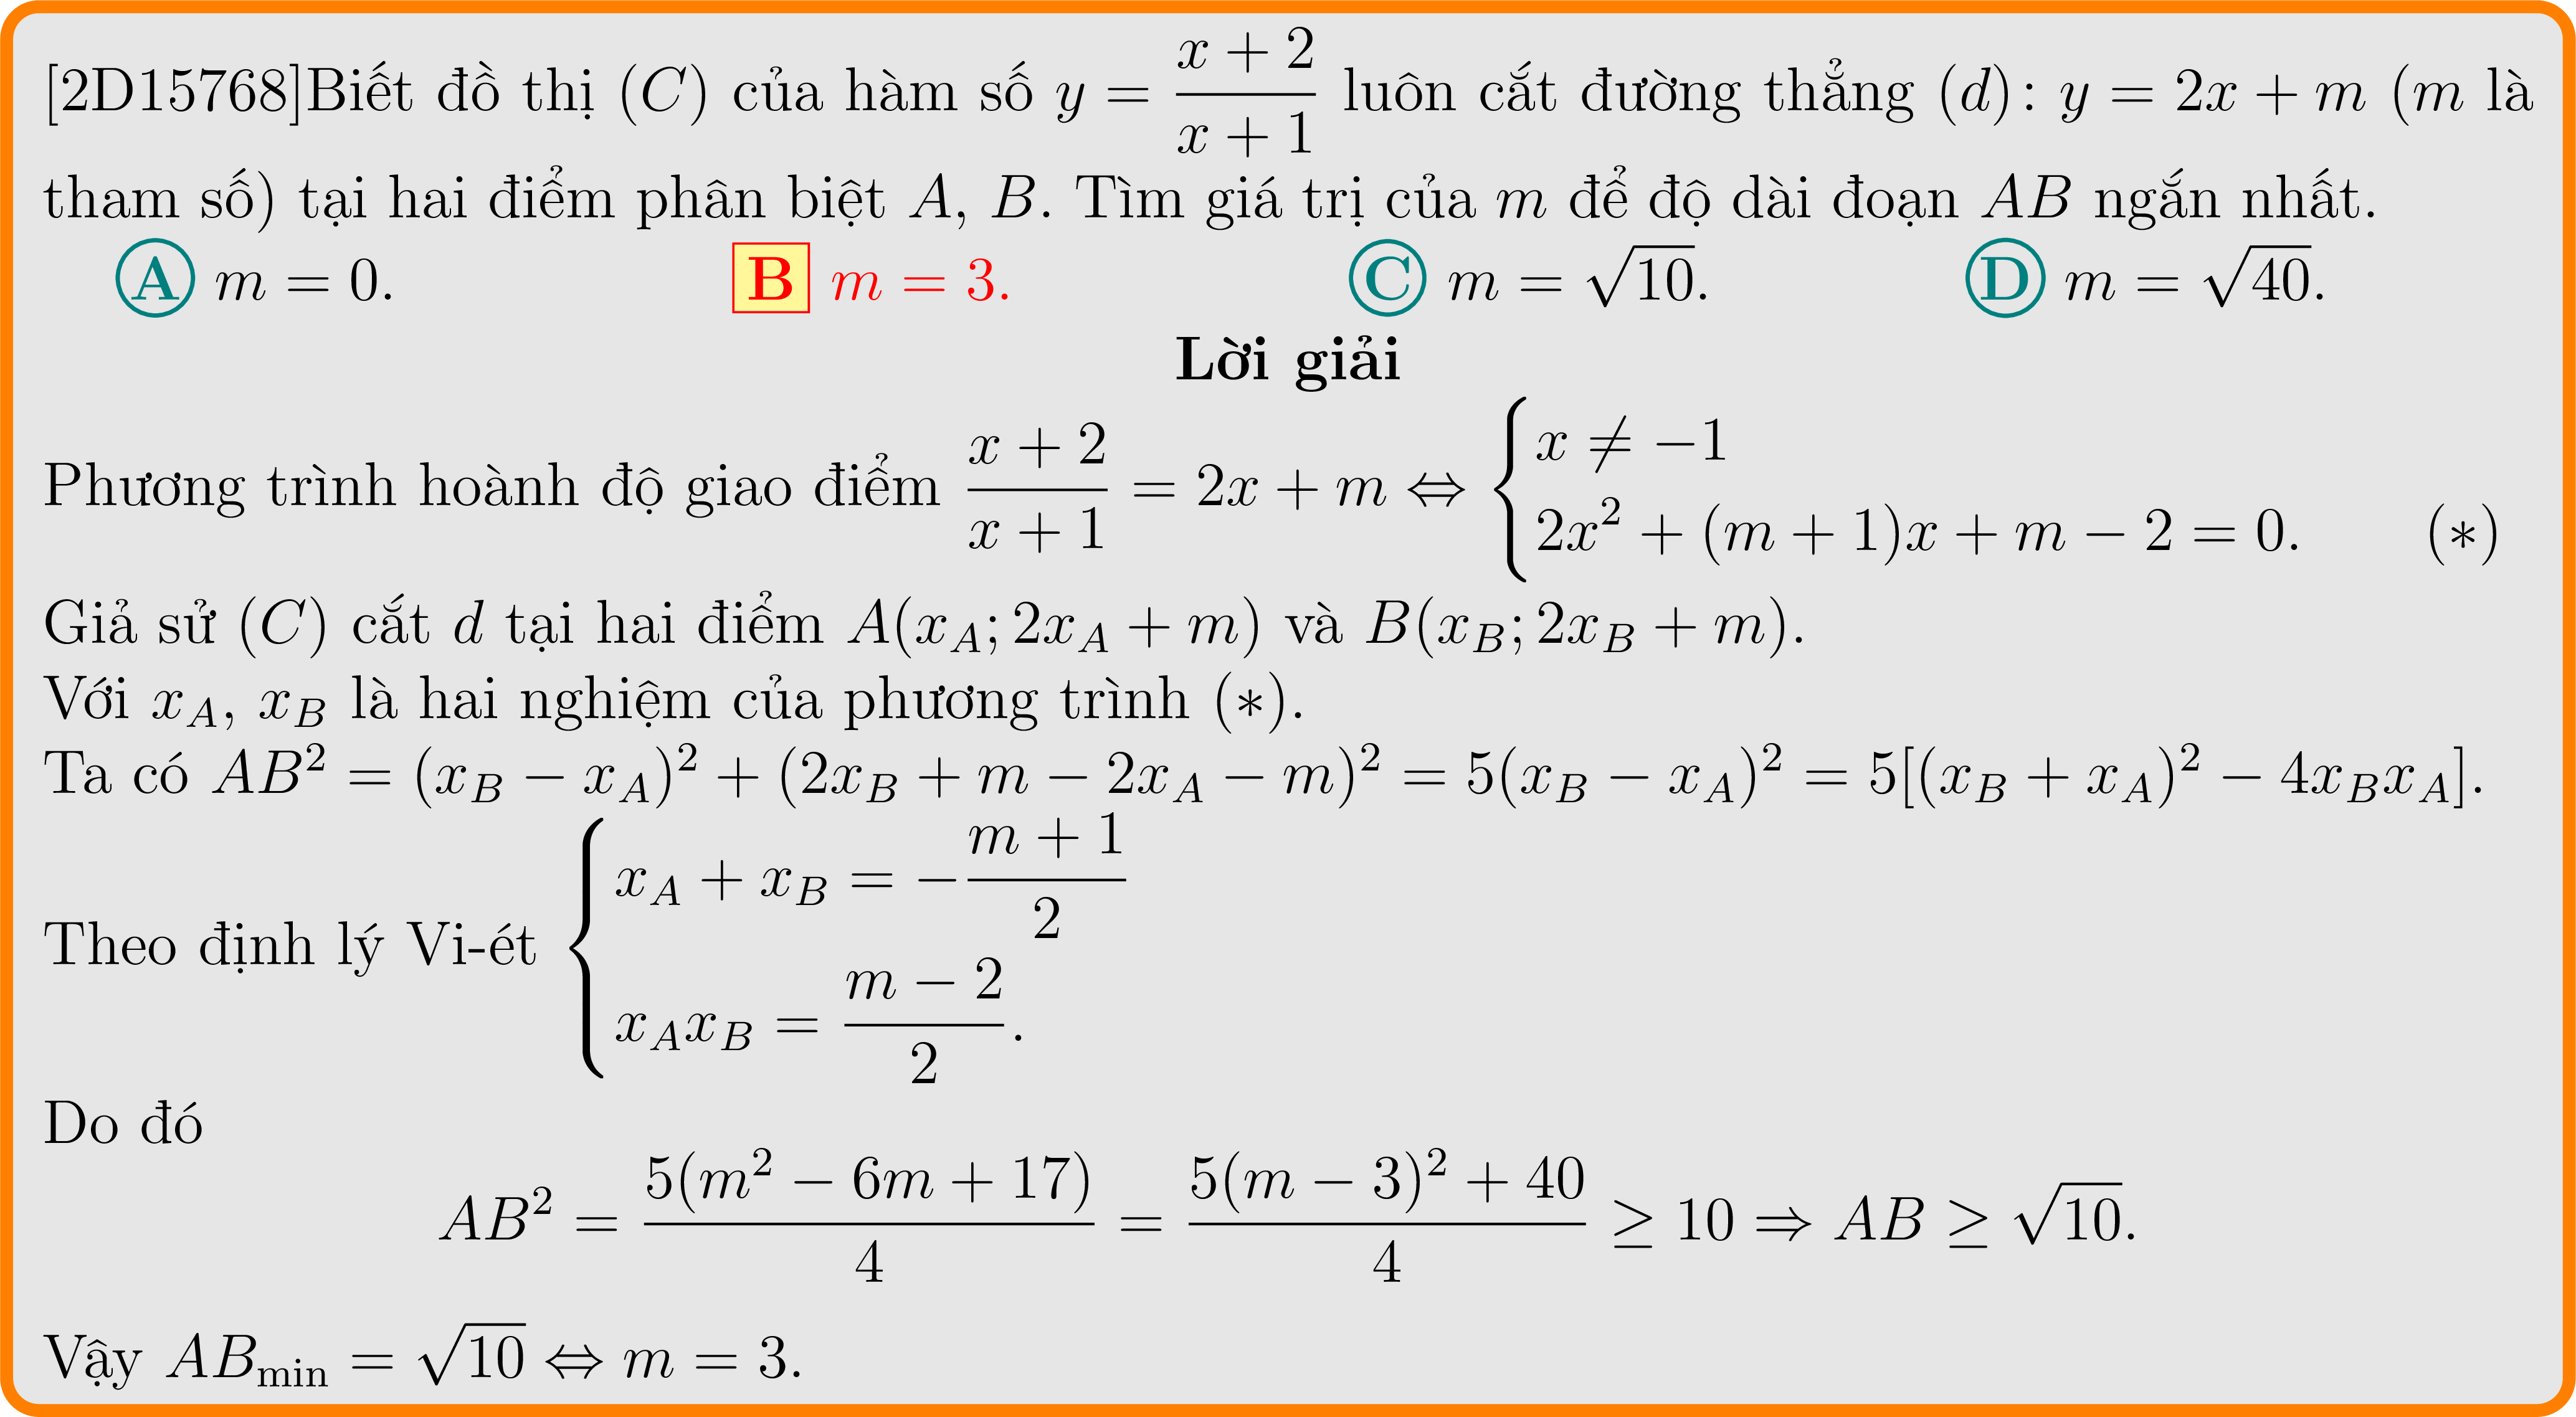 [2D15768]Biết đồ thị (C) của hàm số y = \frac{x + 2}{x + 1} luôn cắt đường thẳng (d): y = 2x + m (m là
tham số) tại hai điểm phân biệt A, B. Tìm giá trị của m để độ dài đoạn AB ngắn nhất.
A m = 0. B m = 3. C m = \sqrt{10}. D m = \sqrt{40}.
Lời giải
Phương trình hoành độ giao điểm \frac{x + 2}{x + 1} = 2x + m ⇔ \begin{cases} x ≠ −1 \\ 2x^2 + (m + 1)x + m − 2 = 0. \end{cases} (∗)
Giả sử (C) cắt d tại hai điểm A(x_A; 2x_A + m) và B(x_B; 2x_B + m).
Với x_A, x_B là hai nghiệm của phương trình (∗).
Ta có AB^2 = (x_B − x_A)^2 + (2x_B + m − 2x_A − m)^2 = 5(x_B − x_A)^2 = 5[(x_B + x_A)^2 − 4x_Bx_A].
Theo định lý Vi-ét \begin{cases} x_A + x_B = −\frac{m + 1}{2} \\ x_Ax_B = \frac{m − 2}{2}. \end{cases}
Do đó
AB^2 = \frac{5(m^2 − 6m + 17)}{4} = \frac{5(m − 3)^2 + 40}{4} ≥ 10 ⇒ AB ≥ \sqrt{10}.
Vậy AB_{min} = \sqrt{10} ⇔ m = 3.